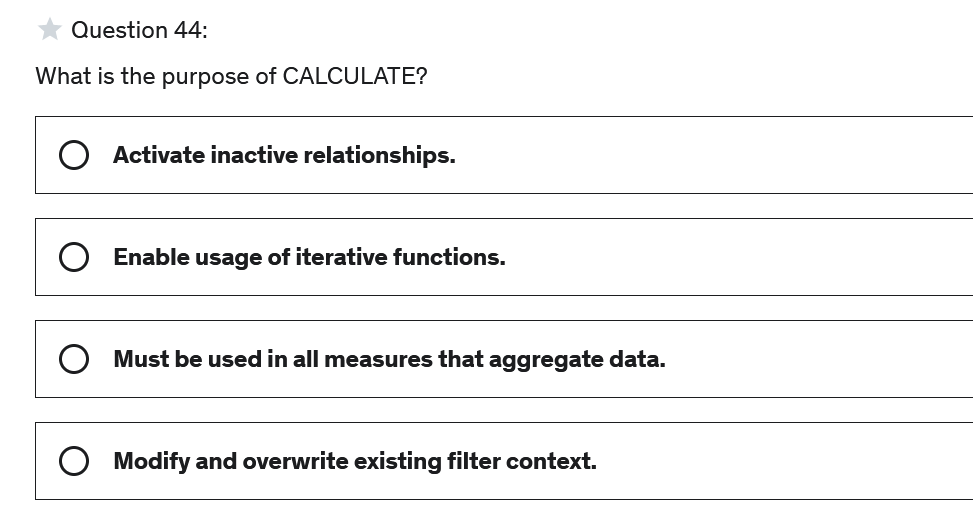 Question 44:
What is the purpose of CALCULATE?
Activate inactive relationships.
Enable usage of iterative functions.
Must be used in all measures that aggregate data.
Modify and overwrite existing filter context.